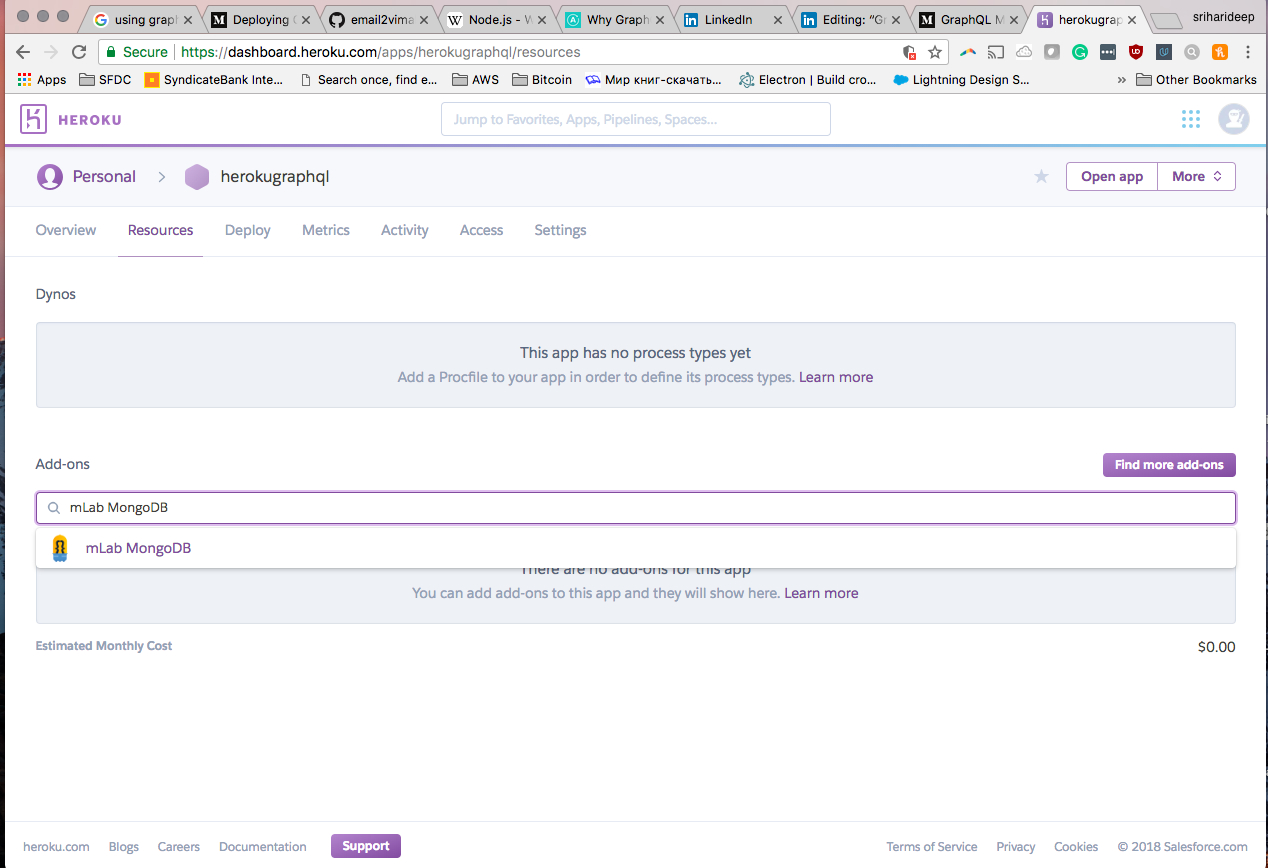 using grap
Deploying
email2vima
Node.js - W
Why Graph
LinkedIn
Editing: “Gr
GraphQL M
herokugrap
sriharideep
Secure https://dashboard.heroku.com/apps/herokugraphql/resources
Apps SFDC SyndicateBank Inte... Search once, find e... AWS Bitcoin Мир книг-скачать... Electron | Build cro... Lightning Design S... » Other Bookmarks
HEROKU Jump to Favorites, Apps, Pipelines, Spaces...
Personal > herokugraphql Open app More
Overview Resources Deploy Metrics Activity Access Settings
Dynos
This app has no process types yet
Add a Procfile to your app in order to define its process types. Learn more
Add-ons Find more add-ons
mLab MongoDB
mLab MongoDB
There are no add-ons for this app
You can add add-ons to this app and they will show here. Learn more
Estimated Monthly Cost $0.00
heroku.com Blogs Careers Documentation Support Terms of Service Privacy Cookies © 2018 Salesforce.com